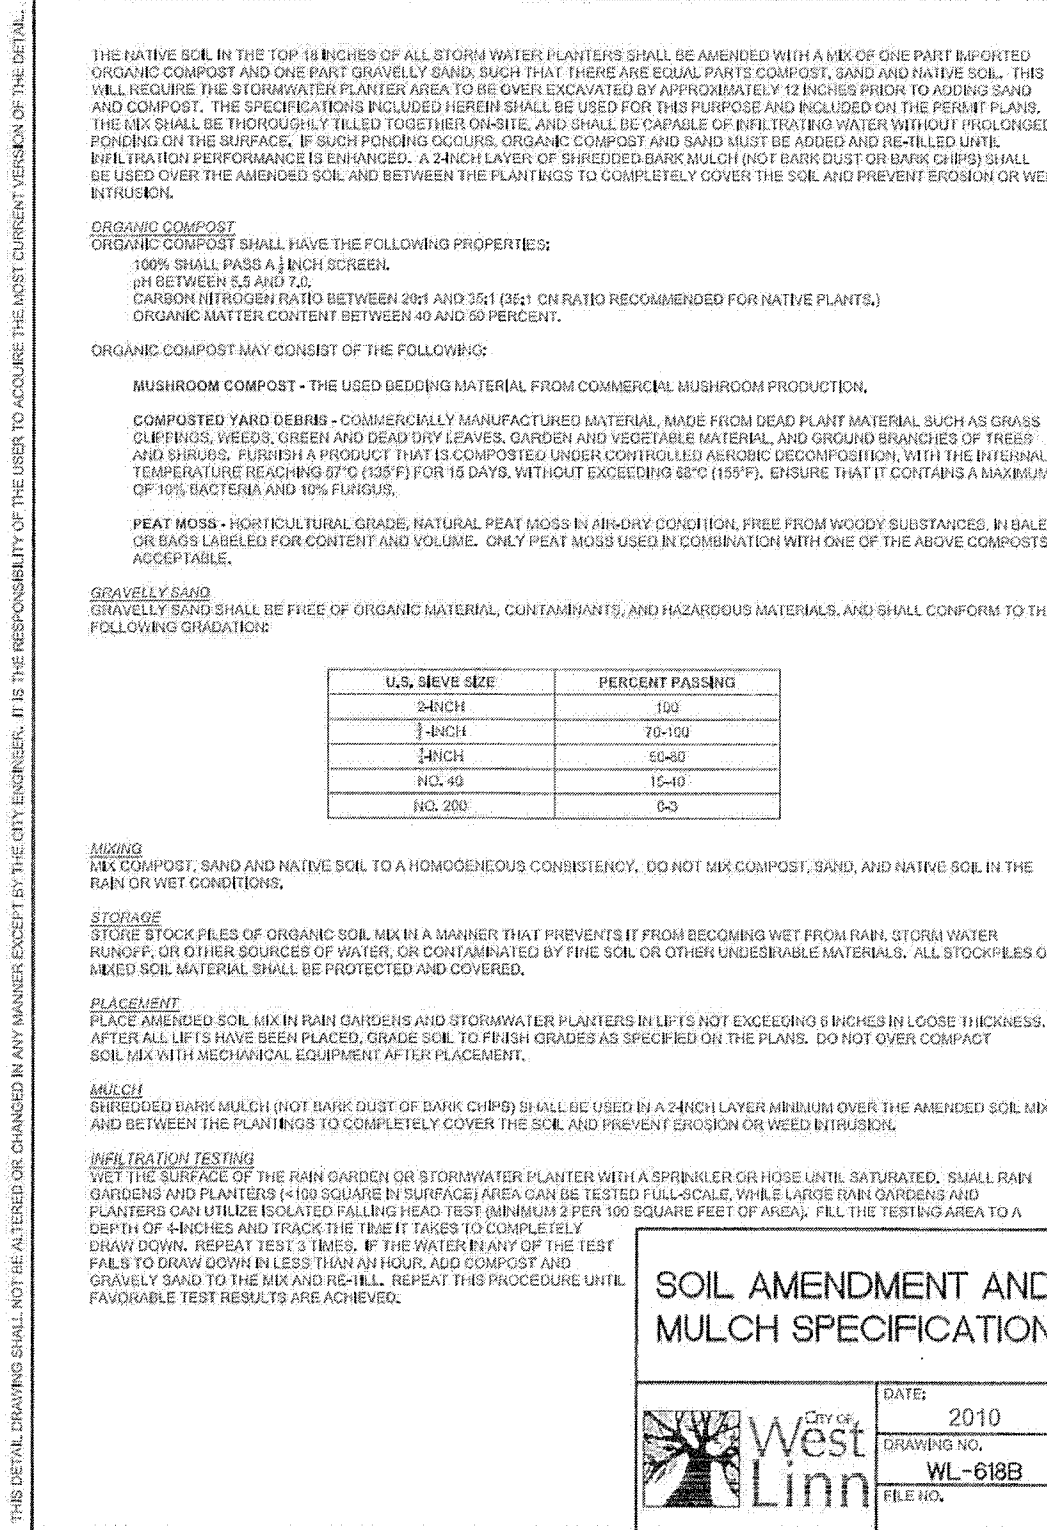 THIS DETAIL DRAWING SHALL NOT BE ALTERED OR CHANGED IN ANY MANNER EXCEPT BY THE CITY ENGINEER. IT IS THE RESPONSIBILITY OF THE USER TO ACQUIRE THE MOST CURRENT VERSION OF THE DETAIL.
THE NATIVE SOIL IN THE TOP 18 INCHES OF ALL STORM WATER PLANTERS SHALL BE AMENDED WITH A MIX OF ONE PART IMPORTED
ORGANIC COMPOST AND ONE PART GRAVELLY SAND, SUCH THAT THERE ARE EQUAL PARTS COMPOST, SAND AND NATIVE SOIL. THIS
WILL REQUIRE THE STORMWATER PLANTER AREA TO BE OVER EXCAVATED BY APPROXIMATELY 12 INCHES PRIOR TO ADDING SAND
AND COMPOST. THE SPECIFICATIONS INCLUDED HEREIN SHALL BE USED FOR THIS PURPOSE AND INCLUDED ON THE PERMIT PLANS.
THE MIX SHALL BE THOROUGHLY TILLED TOGETHER ON-SITE, AND SHALL BE CAPABLE OF INFILTRATING WATER WITHOUT PROLONGED
PONDING ON THE SURFACE. IF SUCH PONDING OCCURS, ORGANIC COMPOST AND SAND MUST BE ADDED AND RE-TILLED UNTIL
INFILTRATION PERFORMANCE IS ENHANCED. A 2-INCH LAYER OF SHREDDED BARK MULCH (NOT BARK DUST OR BARK CHIPS) SHALL
BE USED OVER THE AMENDED SOIL AND BETWEEN THE PLANTINGS TO COMPLETELY COVER THE SOIL AND PREVENT EROSION OR WE
INTRUSION.
ORGANIC COMPOST
ORGANIC COMPOST SHALL HAVE THE FOLLOWING PROPERTIES:
100% SHALL PASS A INCH SCREEN.
pH BETWEEN 5.5 AND 7.0.
CARBON NITROGEN RATIO BETWEEN 20:1 AND 35:1 (35:1 CN RATIO RECOMMENDED FOR NATIVE PLANTS.)
ORGANIC MATTER CONTENT BETWEEN 40 AND 60 PERCENT.
ORGANIC COMPOST MAY CONSIST OF THE FOLLOWING:
MUSHROOM COMPOST - THE USED BEDDING MATERIAL FROM COMMERCIAL MUSHROOM PRODUCTION.
COMPOSTED YARD DEBRIS - COMMERCIALLY MANUFACTURED MATERIAL, MADE FROM DEAD PLANT MATERIAL SUCH AS GRASS
CLIPPINGS, WEEDS, GREEN AND DEAD DRY LEAVES, GARDEN AND VEGETABLE MATERIAL, AND GROUND BRANCHES OF TREES
AND SHRUBS. FURNISH A PRODUCT THAT IS COMPOSTED UNDER CONTROLLED AEROBIC DECOMPOSITION, WITH THE INTERNAL
TEMPERATURE REACHING 57°C (135°F) FOR 15 DAYS, WITHOUT EXCEEDING 68°C (155°F). ENSURE THAT IT CONTAINS A MAXIMUM
OF 10% BACTERIA AND 10% FUNGUS.
PEAT MOSS - HORTICULTURAL GRADE, NATURAL PEAT MOSS IN AIR-DRY CONDITION, FREE FROM WOODY SUBSTANCES, IN BALE
OR BAGS LABELED FOR CONTENT AND VOLUME. ONLY PEAT MOSS USED IN COMBINATION WITH ONE OF THE ABOVE COMPOSTS
ACCEPTABLE.
GRAVELLY SAND
GRAVELLY SAND SHALL BE FREE OF ORGANIC MATERIAL, CONTAMINANTS, AND HAZARDOUS MATERIALS, AND SHALL CONFORM TO TH
FOLLOWING GRADATION:
U.S. SIEVE SIZE PERCENT PASSING
2-INCH 100
-INCH 70-100
-INCH 50-80
NO. 40 15-40
NO. 200 0-3
MIXING
MIX COMPOST, SAND AND NATIVE SOIL TO A HOMOGENEOUS CONSISTENCY. DO NOT MIX COMPOST, SAND, AND NATIVE SOIL IN THE
RAIN OR WET CONDITIONS.
STORAGE
STORE STOCK PILES OF ORGANIC SOIL MIX IN A MANNER THAT PREVENTS IT FROM BECOMING WET FROM RAIN, STORM WATER
RUNOFF, OR OTHER SOURCES OF WATER, OR CONTAMINATED BY FINE SOIL OR OTHER UNDESIRABLE MATERIALS. ALL STOCKPILES O
MIXED SOIL MATERIAL SHALL BE PROTECTED AND COVERED.
PLACEMENT
PLACE AMENDED SOIL MIX IN RAIN GARDENS AND STORMWATER PLANTERS IN LIFTS NOT EXCEEDING 6 INCHES IN LOOSE THICKNESS.
AFTER ALL LIFTS HAVE BEEN PLACED, GRADE SOIL TO FINISH GRADES AS SPECIFIED ON THE PLANS. DO NOT OVER COMPACT
SOIL MIX WITH MECHANICAL EQUIPMENT AFTER PLACEMENT.
MULCH
SHREDDED BARK MULCH (NOT BARK DUST OF BARK CHIPS) SHALL BE USED IN A 2-INCH LAYER MINIMUM OVER THE AMENDED SOIL MIX
AND BETWEEN THE PLANTINGS TO COMPLETELY COVER THE SOIL AND PREVENT EROSION OR WEED INTRUSION.
INFILTRATION TESTING
WET THE SURFACE OF THE RAIN GARDEN OR STORMWATER PLANTER WITH A SPRINKLER OR HOSE UNTIL SATURATED. SMALL RAIN
GARDENS AND PLANTERS (<100 SQUARE IN SURFACE) AREA CAN BE TESTED FULL-SCALE, WHILE LARGE RAIN GARDENS AND
PLANTERS CAN UTILIZE ISOLATED FALLING HEAD TEST (MINIMUM 2 PER 100 SQUARE FEET OF AREA). FILL THE TESTING AREA TO A
DEPTH OF 4-INCHES AND TRACK THE TIME IT TAKES TO COMPLETELY
DRAW DOWN. REPEAT TEST 3 TIMES. IF THE WATER IN ANY OF THE TEST
FAILS TO DRAW DOWN IN LESS THAN AN HOUR, ADD COMPOST AND
GRAVELY SAND TO THE MIX AND RE-TILL. REPEAT THIS PROCEDURE UNTIL
FAVORABLE TEST RESULTS ARE ACHIEVED.
SOIL AMENDMENT AND
MULCH SPECIFICATION
CITY OF
West
Linn
DATE:
2010
DRAWING NO.
WL-618B
FILE NO.